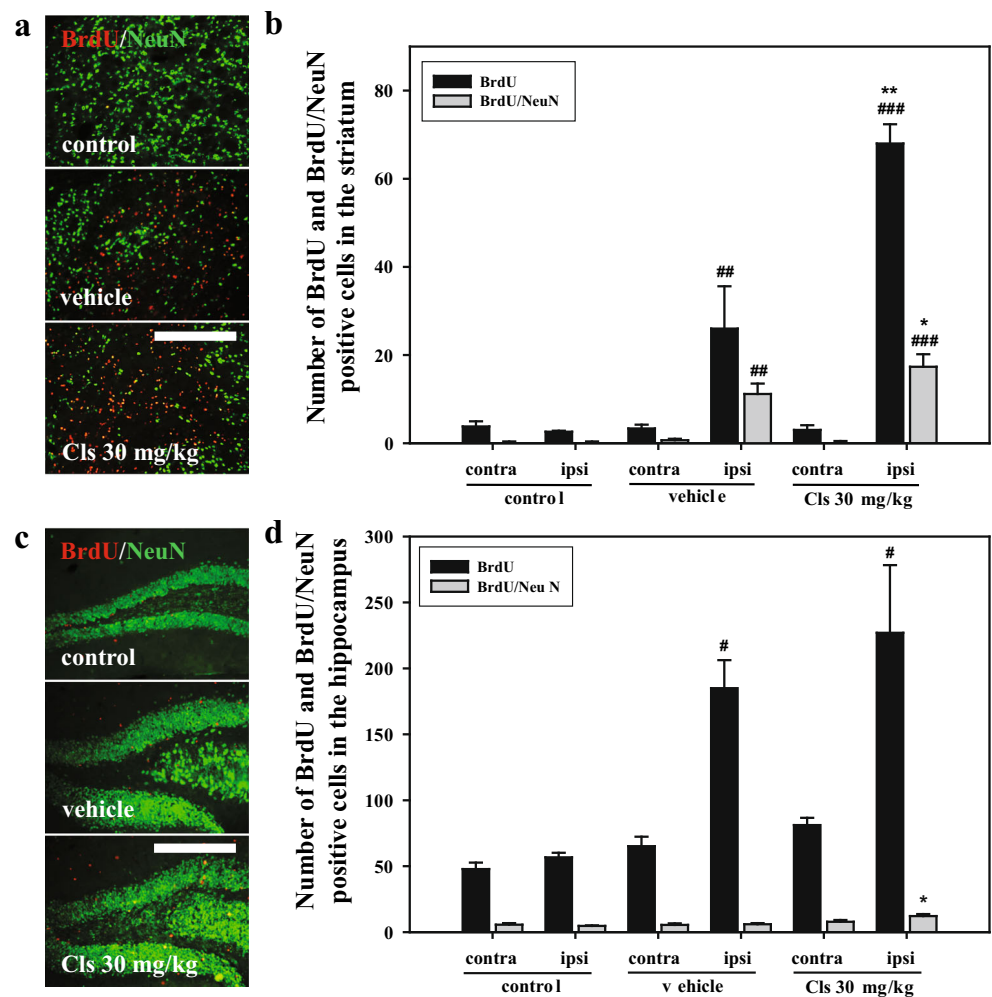 a
BrdU/NeuN
control
vehicle
Cls 30 mg/kg
b
Number of BrdU and BrdU/NeuN
positive cells in the striatum
80
60
40
20
0
BrdU
BrdU/NeuN
##
##
**
###
*
###
contra ipsi contra ipsi contra ipsi
control vehicle Cls 30 mg/kg
c
BrdU/NeuN
control
vehicle
Cls 30 mg/kg
d
Number of BrdU and BrdU/NeuN
positive cells in the hippocampus
300
250
200
150
100
50
0
BrdU
BrdU/Neu N
#
#
*
contra ipsi contra ipsi contra ipsi
control v ehicle Cls 30 mg/kg